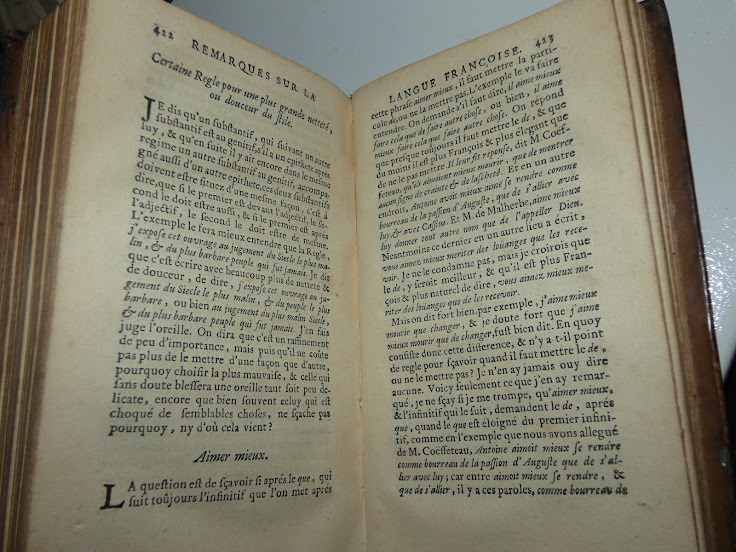 422 REMARQUES SUR LA
Certaine Regle pour une plus grande netteté,
ou douceur du stile.
JE dis qu'un substantif, qui suivant un autre
substantif est au genitif, s'il a un epithete aprés
luy, & qu'en suite il y ait encore dans le mesme
regime un autre substantif au genitif, accompa-
gné aussi d'un autre epithete, ces deux substantifs
doivent estre situez d'une mesme façon, c'est à
dire, que si le premier est devant l'adjectif, le se-
cond le doit estre aussi, & si le premier est aprés
l'adjectif, le second le doit estre de mesme.
L'exemple le fera mieux entendre que la Regle,
j'expose cet ouvrage au jugement du Siecle le plus ma-
lin, & du plus barbare peuple qui fut jamais. Je dis
que c'est écrire avec beaucoup plus de netteté &
de douceur, de dire, j'expose cet ouvrage au ju-
gement du Siecle le plus malin, & du peuple le plus
barbare, ou bien au jugement du plus malin Siecle,
& du plus barbare peuple qui fut jamais. J'en fais
juge l'oreille. On dira que c'est un raffinement
de peu d'importance, mais puis qu'il ne coûte
pas plus de le mettre d'une façon que d'autre,
pourquoy choisir la plus mauvaise, & celle qui
sans doute blessera une oreille tant soit peu de-
licate, encore que bien souvent celuy qui est
choqué de semblables choses, ne sçache pas
pourquoy, ny d'où cela vient?
Aimer mieux.
LA question est de sçavoir si aprés le que, qui
suit toûjours l'infinitif que l'on met aprés
LANGUE FRANÇOISE. 423
cette phrase aimer mieux, il faut mettre la parti-
cule de, ou ne la mettre pas. L'exemple le va faire
entendre. On demande s'il faut dire, il aime mieux
faire cela que de faire autre chose, ou bien, il aime
mieux faire cela que faire autre chose. On répond
que presque toûjours il faut mettre le de, & que
du moins il est plus François & plus elegant que
de ne le pas mettre. Il leur fit réponse, dit M. Coëf-
feteau, qu'ils aimoient mieux mourir, que de montrer
aucun signe de crainte & de lascheté. Et en un autre
endroit, Antoine avoit mieux aimé se rendre comme
bourreau de la passion d'Auguste, que de s'allier avec
luy & avec Cassius. Et M. de Malherbe, aime mieux
luy donner tout autre nom que de l'appeller Dieu.
Neantmoins ce dernier en un autre lieu a écrit,
vous aimez mieux meriter des loüanges que les rece-
voir. Je ne le condamne pas, mais je croirois que
le de, y seroit meilleur, & qu'il est plus Fran-
çois & plus naturel de dire, vous aimez mieux me-
riter des loüanges que de les recevoir.
Mais on dit fort bien par exemple, j'aime mieux
mourir que changer, & je doute fort que j'aime
mieux mourir que de changer, fust bien dit. En quoy
consiste donc cette difference, & n'y a-t-il point
de regle pour sçavoir quand il faut mettre le de,
ou ne le mettre pas? Je n'en ay jamais ouy dire
aucune. Voicy seulement ce que j'en ay remar-
qué, je ne sçay si je me trompe, qu'aimer mieux,
& l'infinitif qui le suit, demandent le de, aprés
que, quand le que est éloigné du premier infini-
tif, comme en l'exemple que nous avons allegué
de M. Coëffeteau, Antoine aimoit mieux se rendre
comme bourreau de la passion d'Auguste que de s'al-
lier avec luy, car entre aimoit mieux se rendre, &
que de s'allier, il y a ces paroles, comme bourreau de